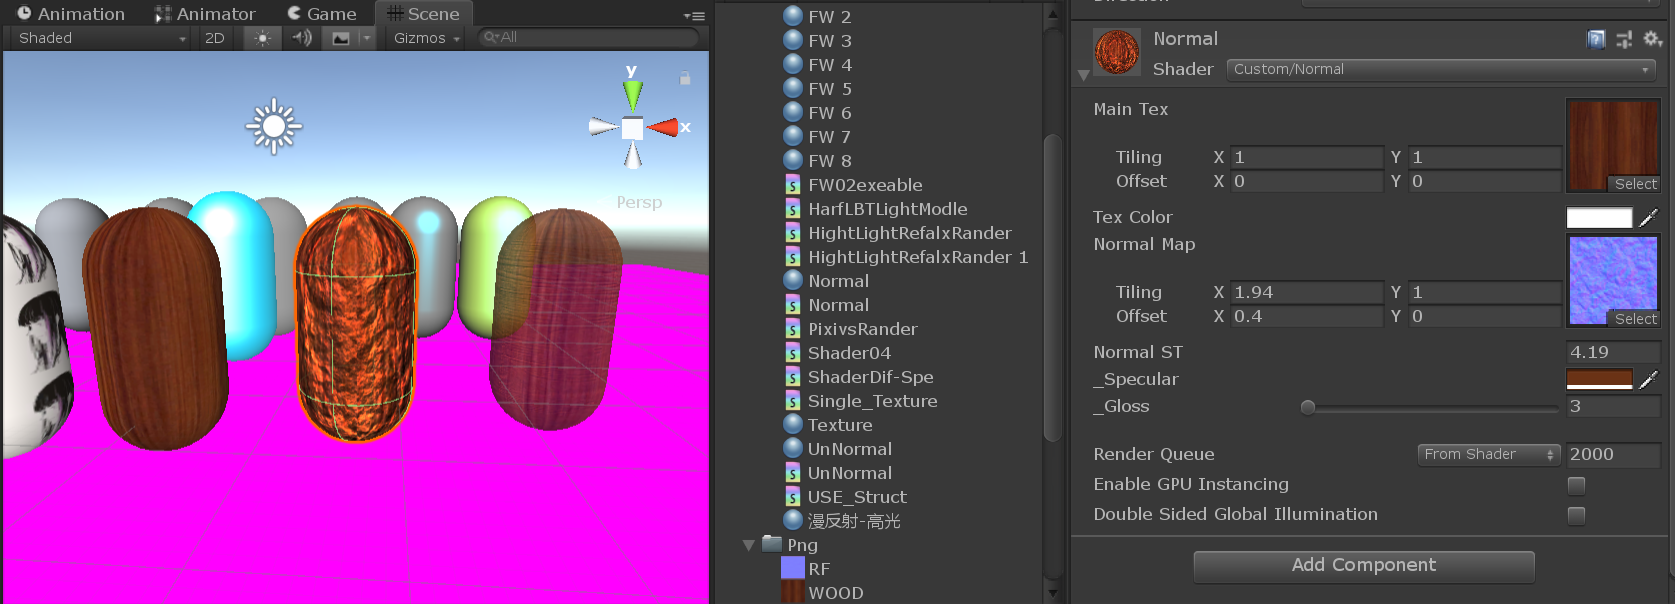 Animation Animator Game Scene
Shaded 2D Gizmos All
y
x
Persp
FW 2
FW 3
FW 4
FW 5
FW 6
FW 7
FW 8
FW02exeable
HarfLBTLightModle
HightLightRefalxRander
HightLightRefalxRander 1
Normal
Normal
PixivsRander
Shader04
ShaderDif-Spe
Single_Texture
Texture
UnNormal
UnNormal
USE_Struct
漫反射-高光
Png
RF
WOOD
Normal
Shader Custom/Normal
Main Tex
Tiling X 1 Y 1
Offset X 0 Y 0
Select
Tex Color
Normal Map
Tiling X 1.94 Y 1
Offset X 0.4 Y 0
Select
Normal ST 4.19
_Specular
_Gloss 3
Render Queue From Shader 2000
Enable GPU Instancing
Double Sided Global Illumination
Add Component